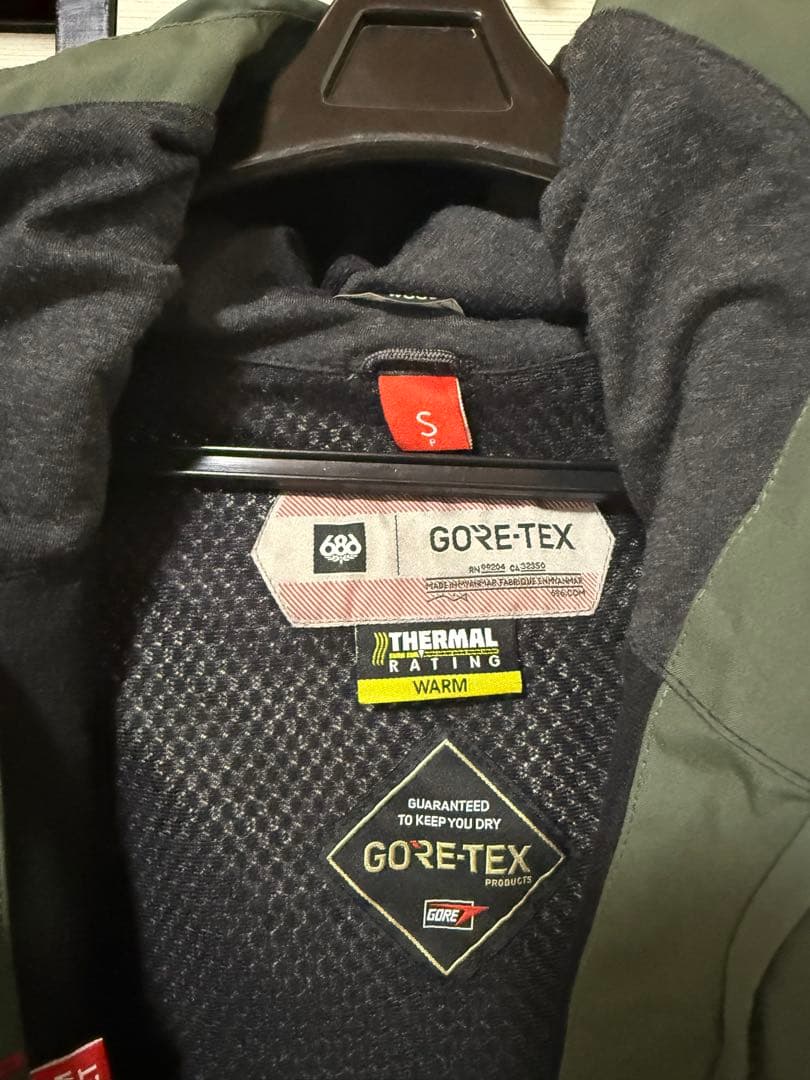 S
P
686
GORE-TEX
RN 99204 CA 32350
MADE IN MYANMAR FABRIQUE EN MYANMAR
686.COM
THERMAL
RATING
WARM
GUARANTEED
TO KEEP YOU DRY
GORE-TEX
PRODUCTS
GORE